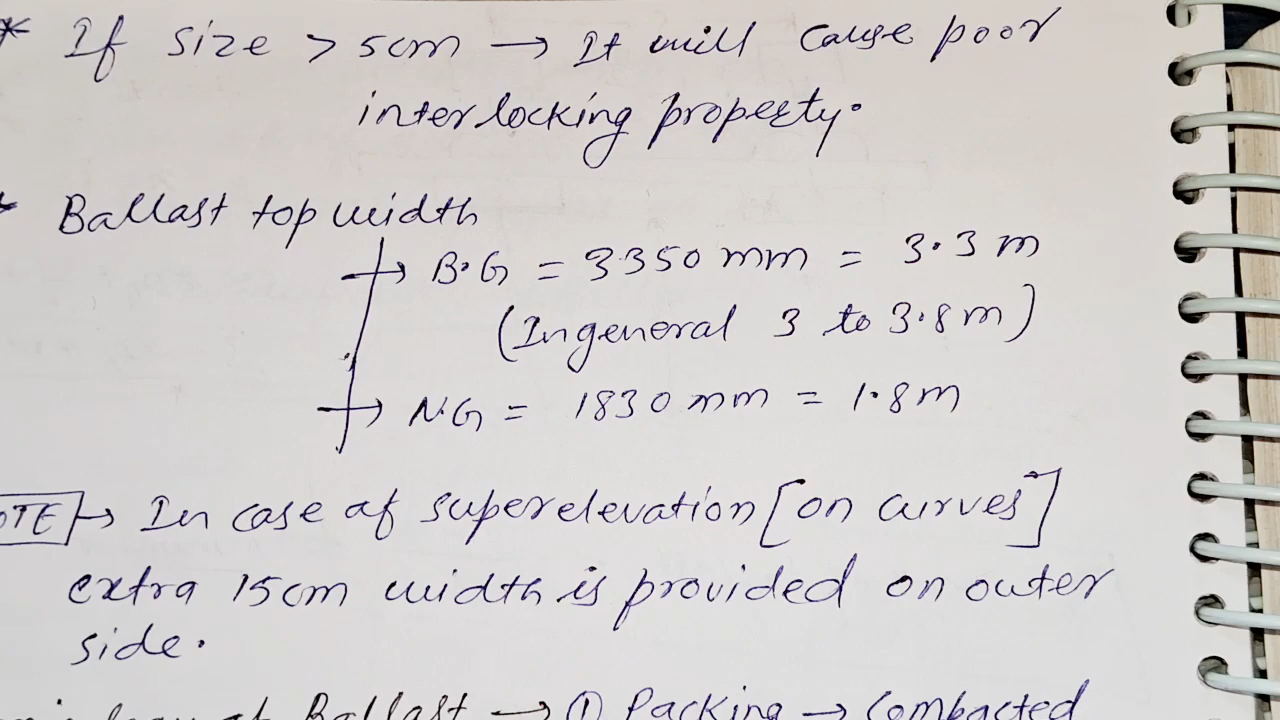 * If size > 5cm → It will cause poor
interlocking property.
Ballast top width
→ B.G = 3350 mm = 3.3 m
(In general 3 to 3.8 m)
→ N.G = 1830 mm = 1.8 m
OTE → In case of superelevation [on curves]
extra 15cm width is provided on outer
side.
Ballast → ① Packing → Compacted